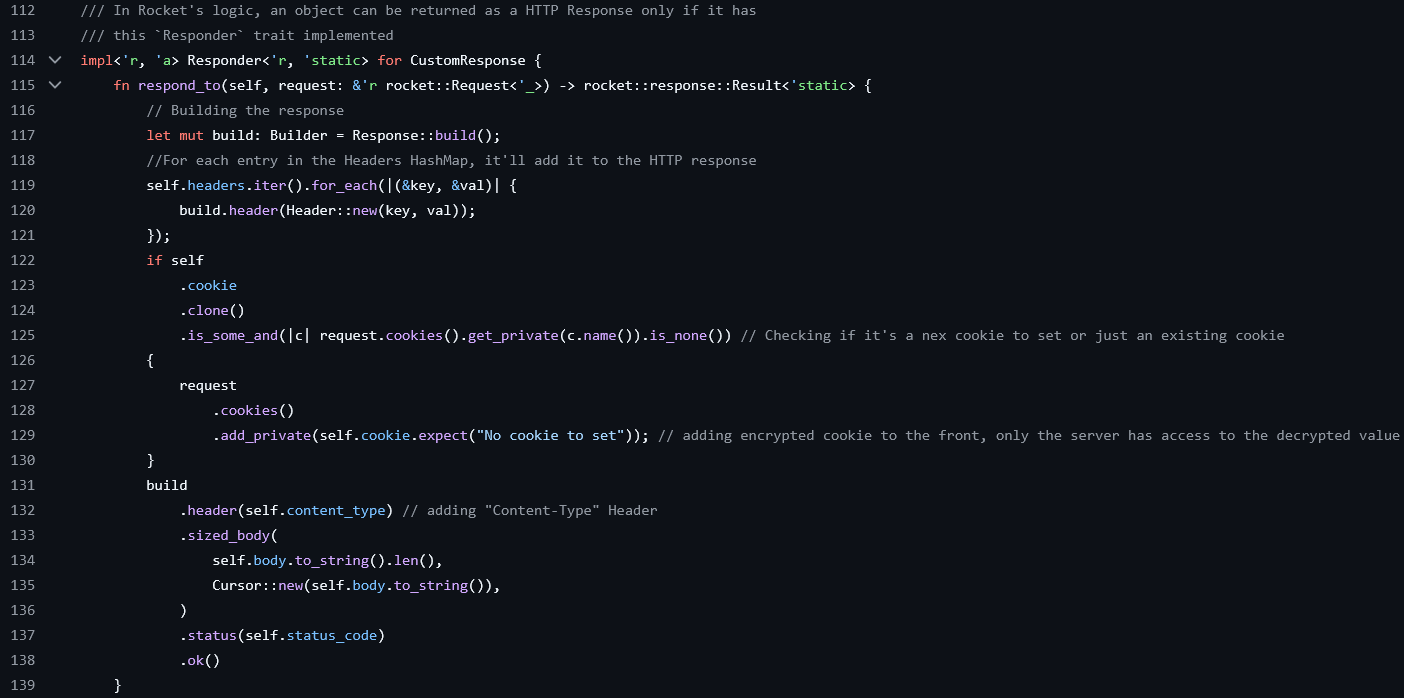 112 /// In Rocket's logic, an object can be returned as a HTTP Response only if it has
113 /// this `Responder` trait implemented
114 impl<'r, 'a> Responder<'r, 'static> for CustomResponse {
115 fn respond_to(self, request: &'r rocket::Request<'_>) -> rocket::response::Result<'static> {
116 // Building the response
117 let mut build: Builder = Response::build();
118 //For each entry in the Headers HashMap, it'll add it to the HTTP response
119 self.headers.iter().for_each(|(&key, &val)| {
120 build.header(Header::new(key, val));
121 });
122 if self
123 .cookie
124 .clone()
125 .is_some_and(|c| request.cookies().get_private(c.name()).is_none()) // Checking if it's a nex cookie to set or just an existing cookie
126 {
127 request
128 .cookies()
129 .add_private(self.cookie.expect("No cookie to set")); // adding encrypted cookie to the front, only the server has access to the decrypted value
130 }
131 build
132 .header(self.content_type) // adding "Content-Type" Header
133 .sized_body(
134 self.body.to_string().len(),
135 Cursor::new(self.body.to_string()),
136 )
137 .status(self.status_code)
138 .ok()
139 }